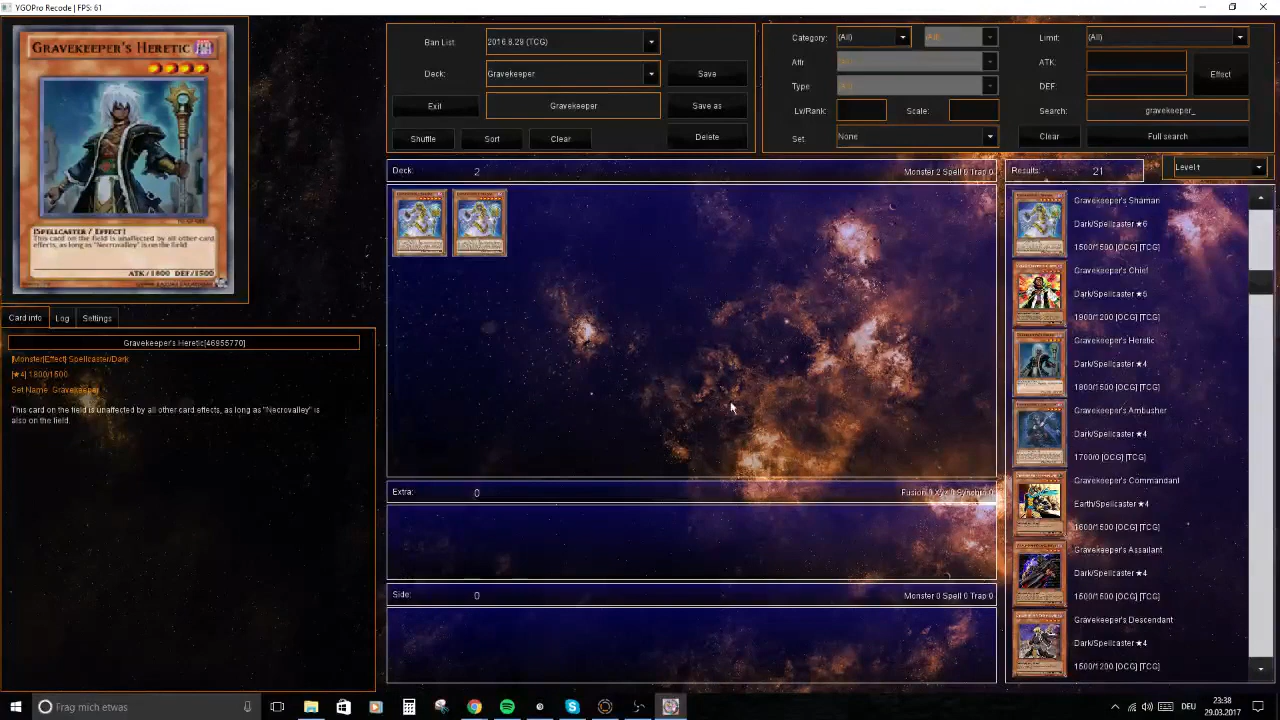 YGOPro Recode | FPS: 61
GRAVEKEEPER'S HERETIC
[SPELLCASTER / EFFECT]
This card on the field is unaffected by all other card
effects, as long as "Necrovalley" is on the field
ATK/1800 DEF/1500
Card info
Log
Settings
Gravekeeper's Heretic[46955770]
[Monster|Effect] Spellcaster/Dark
[★4] 1800/1500
Set Name: Gravekeeper
This card on the field is unaffected by all other card effects, as long as "Necrovalley" is
also on the field.
Ban List:
2016.8.29 (TCG)
Deck:
Gravekeeper
Save
Exit
Gravekeeper
Save as
Shuffle
Sort
Clear
Delete
Category:
(All)
(All)
Limit:
(All)
Attr
(All)
ATK:
Type
(All)
DEF:
Effect
Lv/Rank:
Scale:
Search:
gravekeeper_
Set:
None
Clear
Full search
Deck:
2
Monster 2 Spell 0 Trap 0
Results:
21
Level↑
Extra:
0
Fusion 0 Xyz 0 Synchro 0
Side:
0
Monster 0 Spell 0 Trap 0
Gravekeeper's Shaman
Dark/Spellcaster ★6
1500/1500 [OCG] [TCG]
Gravekeeper's Chief
Dark/Spellcaster ★5
1900/1200 [OCG] [TCG]
Gravekeeper's Heretic
Dark/Spellcaster ★4
1800/1500 [OCG] [TCG]
Gravekeeper's Ambusher
Dark/Spellcaster ★4
1700/0 [OCG] [TCG]
Gravekeeper's Commandant
Earth/Spellcaster ★4
1600/1500 [OCG] [TCG]
Gravekeeper's Assailant
Dark/Spellcaster ★4
1500/1500 [OCG] [TCG]
Gravekeeper's Descendant
Dark/Spellcaster ★4
1500/1200 [OCG] [TCG]
Frag mich etwas
DEU
23:38
29.03.2017